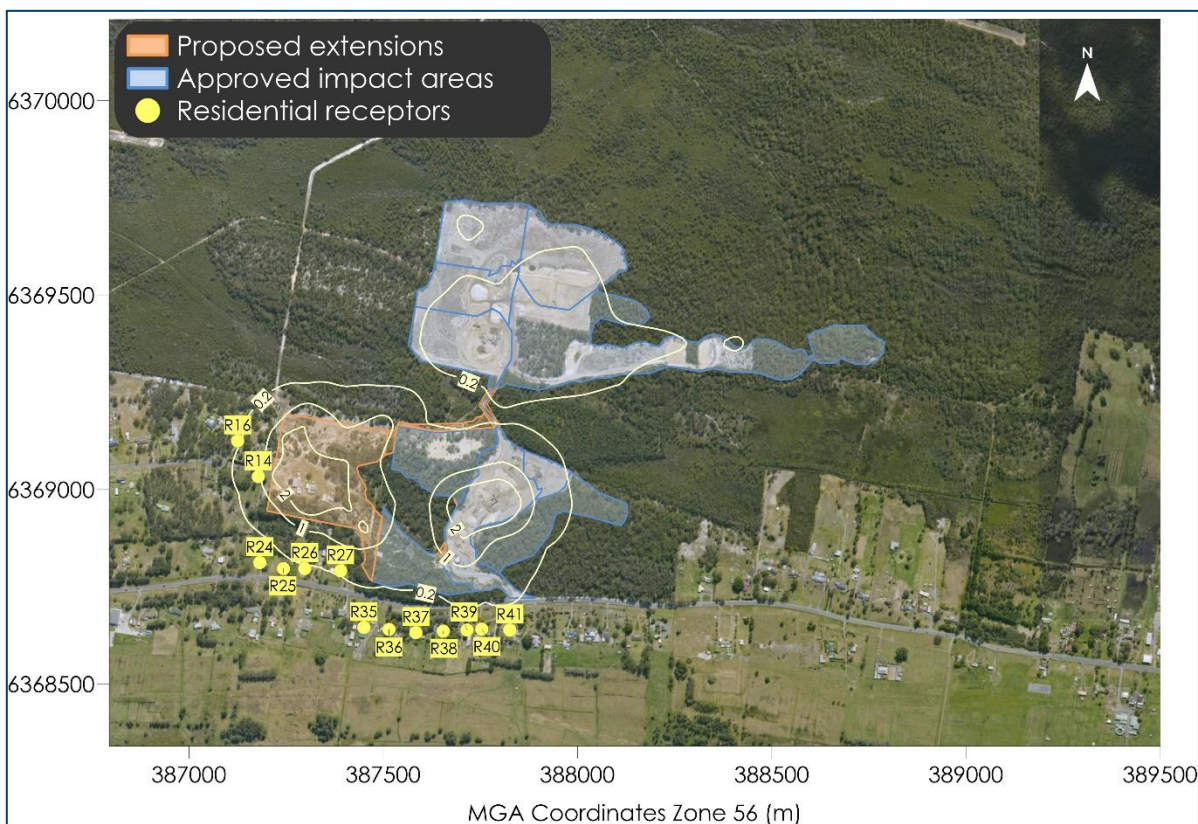 Proposed extensions
Approved impact areas
Residential receptors
N
6370000
6369500
6369000
6368500
0.2
0.2
R16
R14
2
1
2
1
0.2
R24
R26
R27
R25
R35
R37
R39
R41
R36
R38
R40
387000
387500
388000
388500
389000
389500
MGA Coordinates Zone 56 (m)